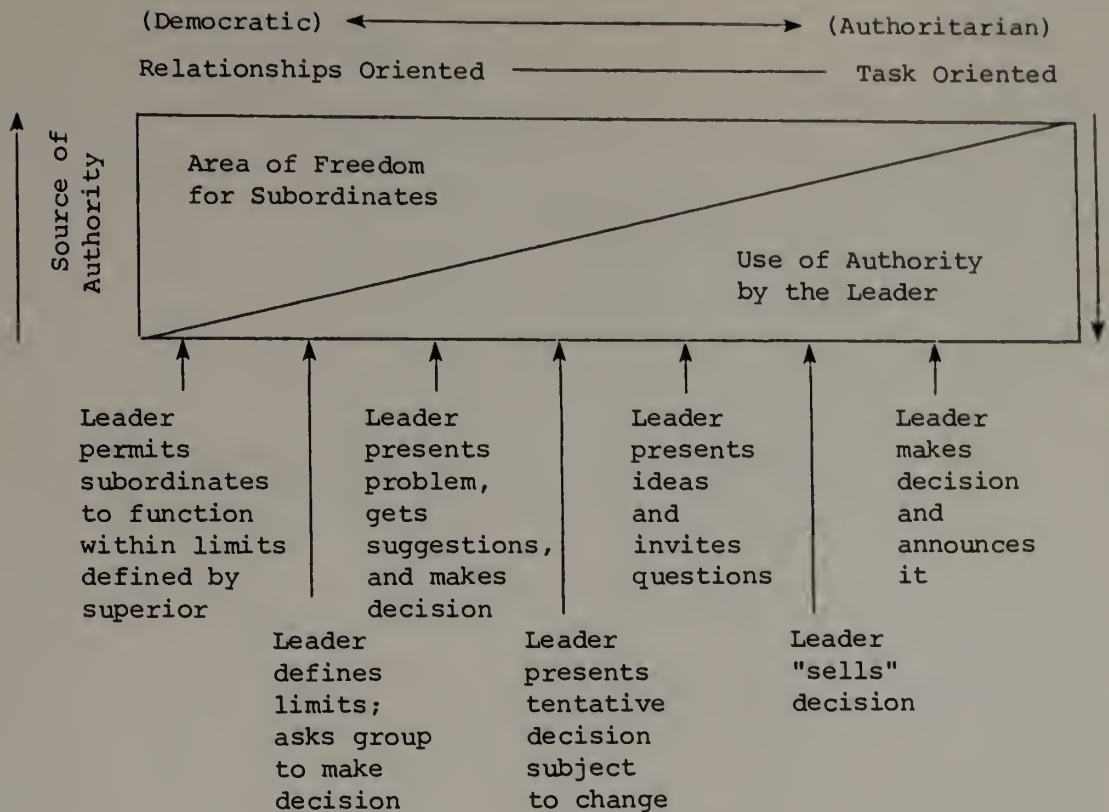 (Democratic) (Authoritarian)
Relationships Oriented Task Oriented
Source of
Authority
Area of Freedom
for Subordinates
Use of Authority
by the Leader
Leader
permits
subordinates
to function
within limits
defined by
superior
Leader
defines
limits;
asks group
to make
decision
Leader
presents
problem,
gets
suggestions,
and makes
decision
Leader
presents
tentative
decision
subject
to change
Leader
presents
ideas
and
invites
questions
Leader
"sells"
decision
Leader
makes
decision
and
announces
it